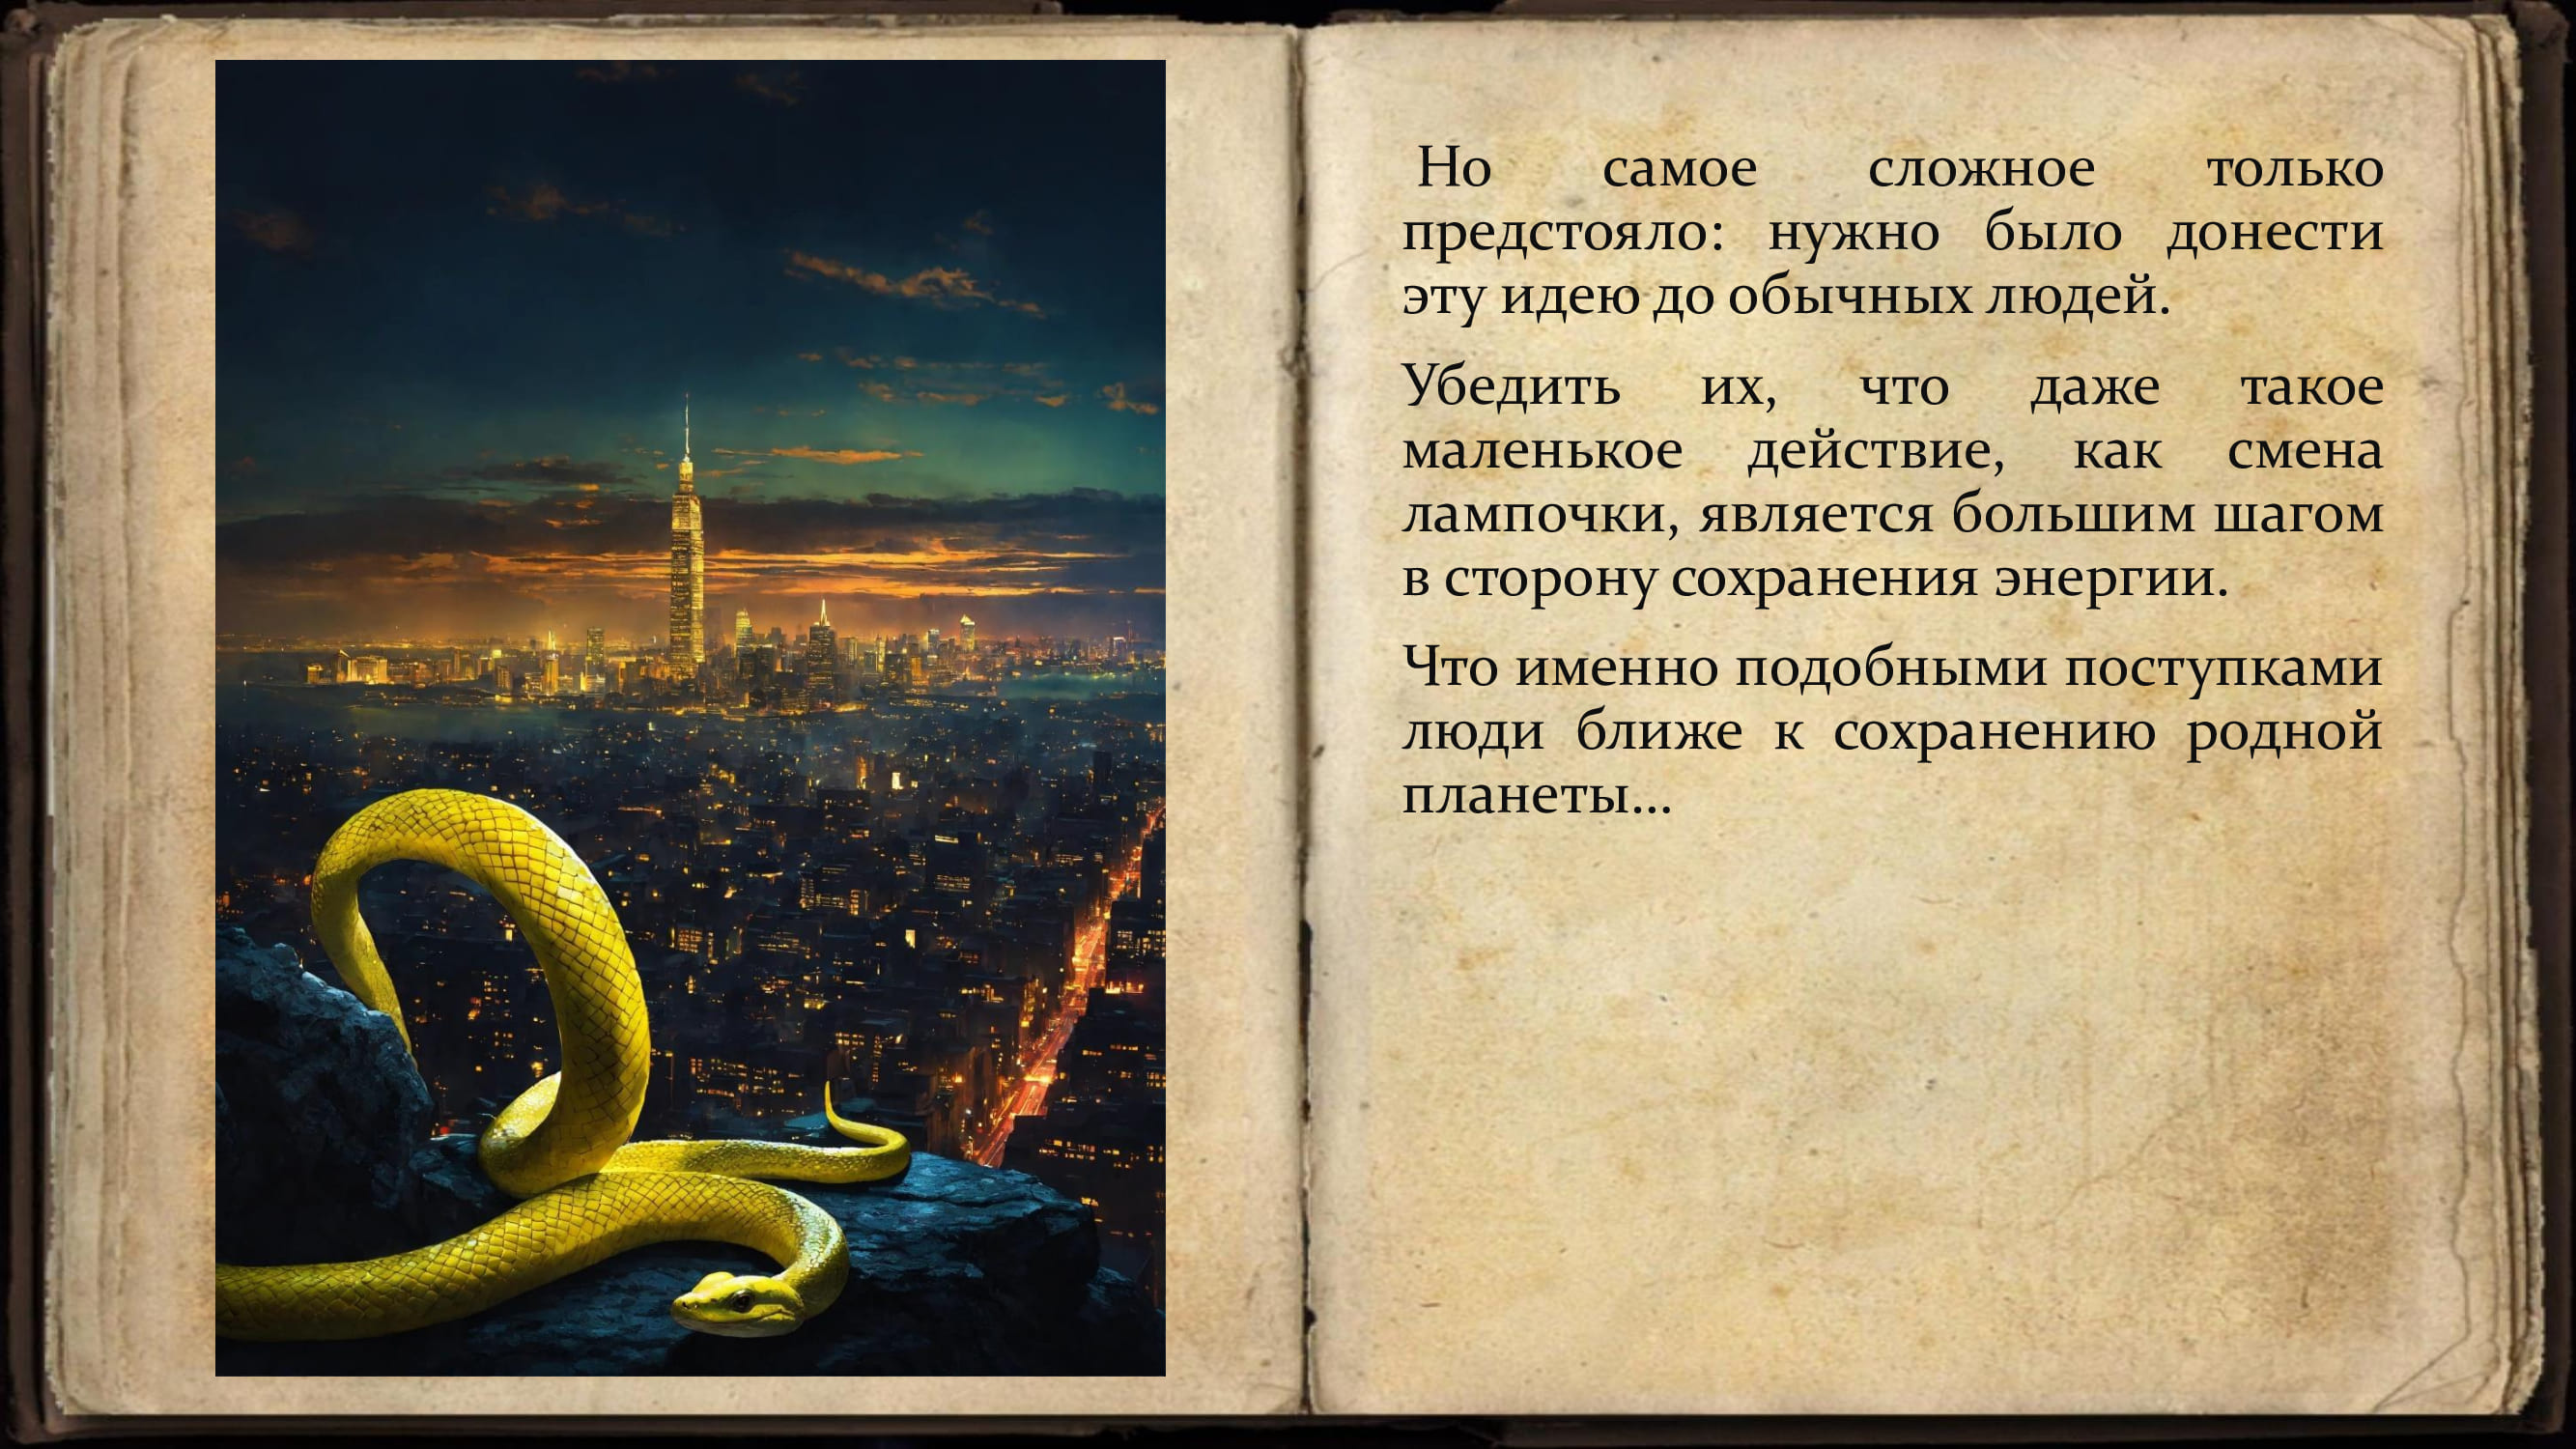 Но самое сложное только
предстояло: нужно было донести
эту идею до обычных людей.
Убедить их, что даже такое
маленькое действие, как смена
лампочки, является большим шагом
в сторону сохранения энергии.
Что именно подобными поступками
люди ближе к сохранению родной
планеты...